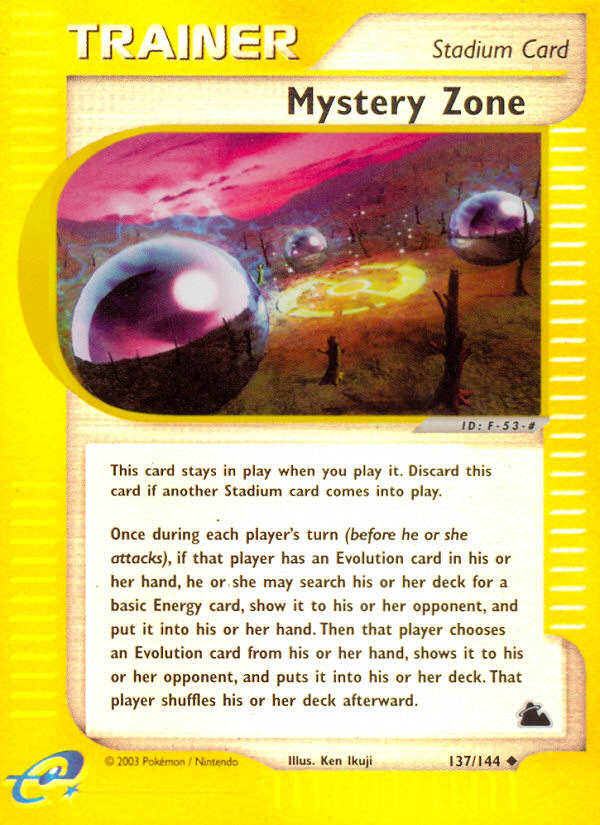 TRAINER
Stadium Card
Mystery Zone
ID: F-53-#
This card stays in play when you play it. Discard this
card if another Stadium card comes into play.
Once during each player's turn (before he or she
attacks), if that player has an Evolution card in his or
her hand, he or she may search his or her deck for a
basic Energy card, show it to his or her opponent, and
put it into his or her hand. Then that player chooses
an Evolution card from his or her hand, shows it to his
or her opponent, and puts it into his or her deck. That
player shuffles his or her deck afterward.
e
© 2003 Pokémon / Nintendo
Illus. Ken Ikuji
137/144 ◆